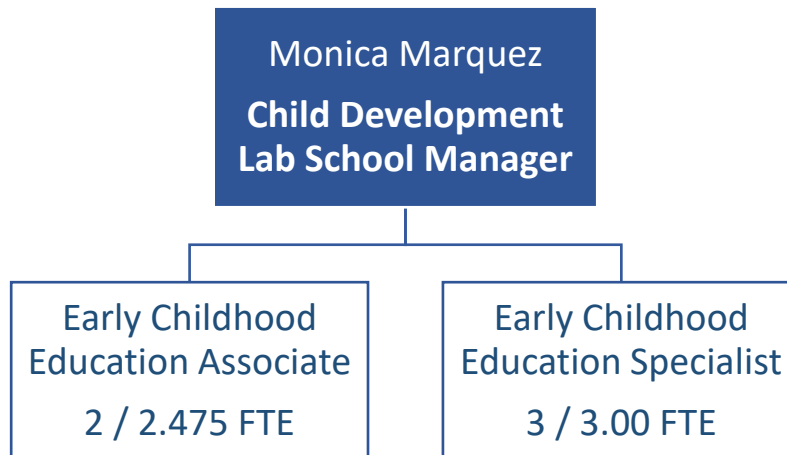 Monica Marquez
Child Development
Lab School Manager
Early Childhood
Education Associate
2 / 2.475 FTE
Early Childhood
Education Specialist
3 / 3.00 FTE